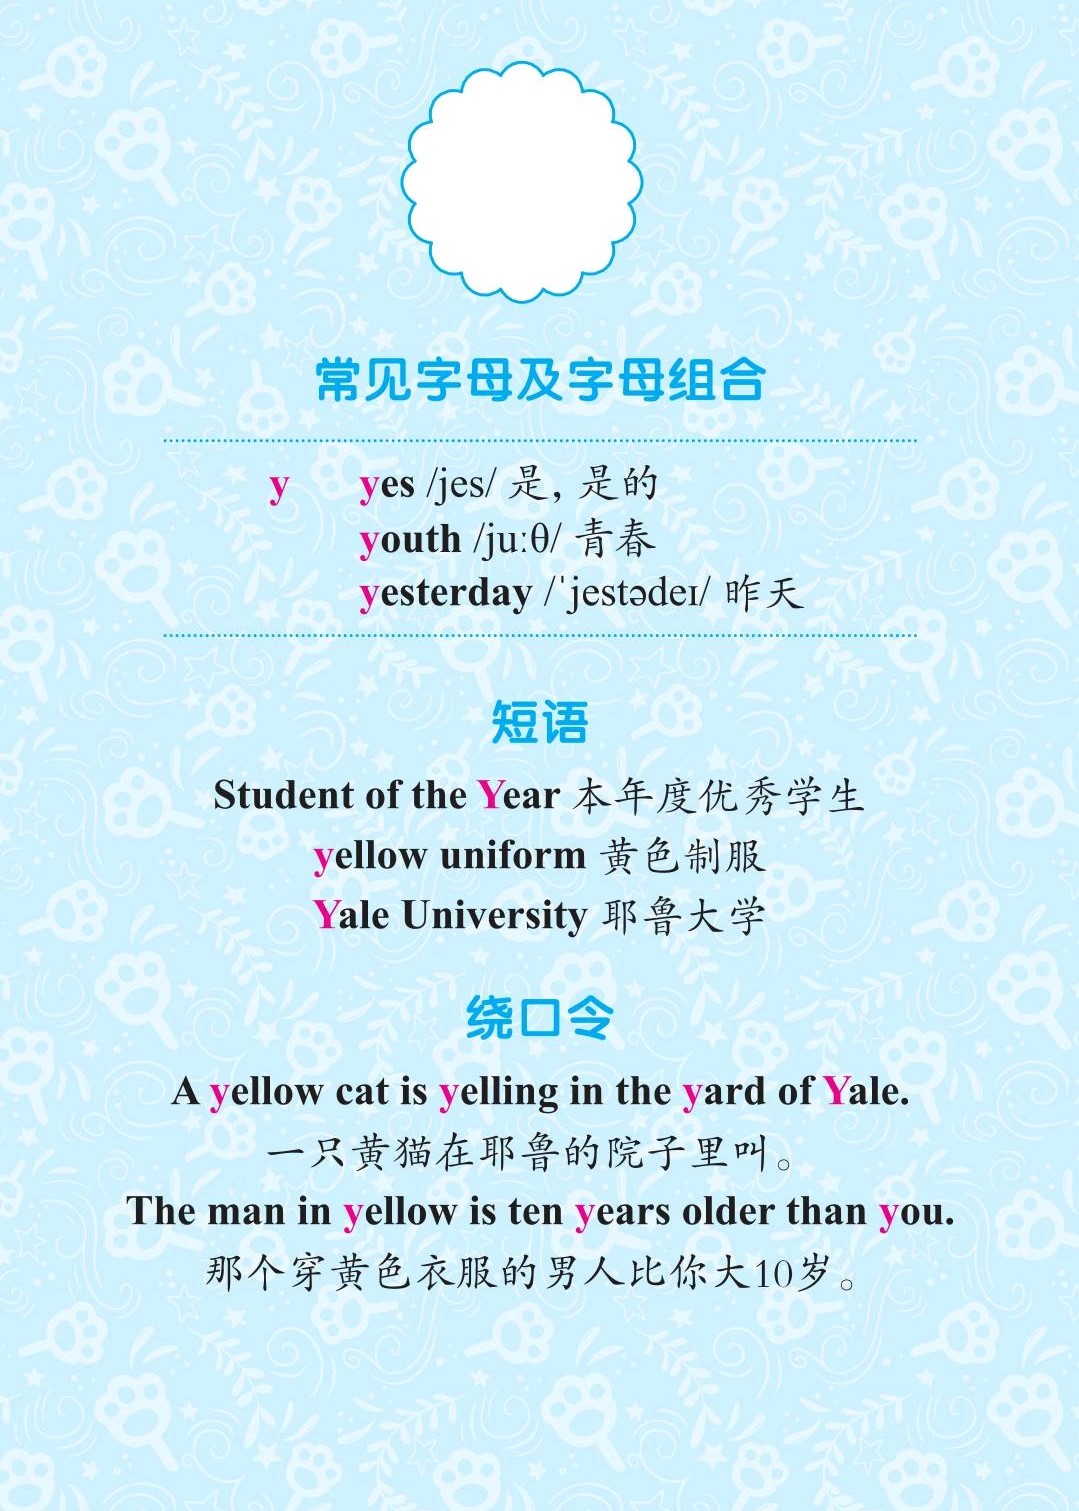 常见字母及字母组合
y yes /jes/ 是，是的
youth /juːθ/ 青春
yesterday /ˈjestədeɪ/ 昨天
短语
Student of the Year 本年度优秀学生
yellow uniform 黄色制服
Yale University 耶鲁大学
绕口令
A yellow cat is yelling in the yard of Yale.
一只黄猫在耶鲁的院子里叫。
The man in yellow is ten years older than you.
那个穿黄色衣服的男人比你大10岁。